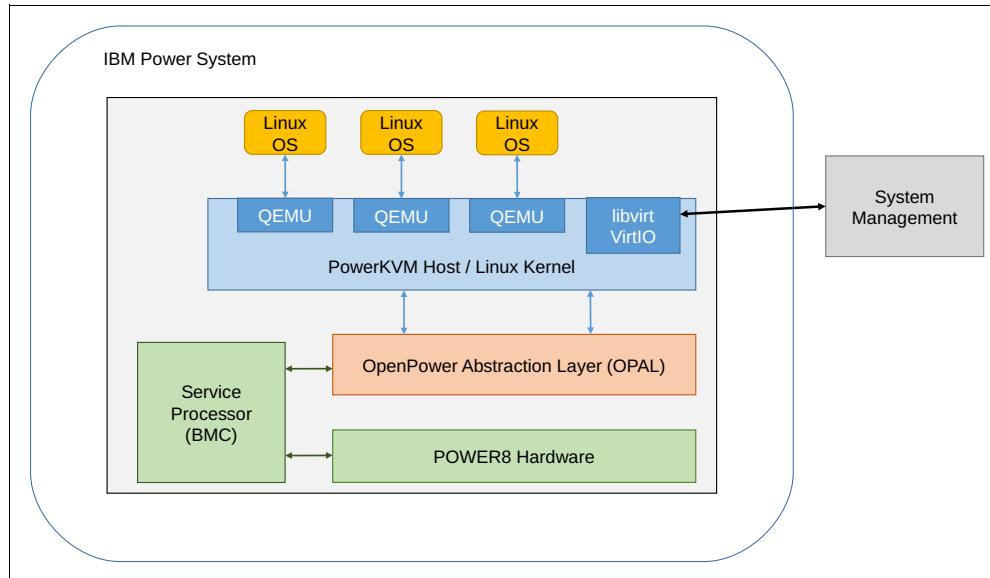 IBM Power System
Linux
OS
Linux
OS
Linux
OS
QEMU
QEMU
QEMU
libvirt
VirtIO
PowerKVM Host / Linux Kernel
System
Management
OpenPower Abstraction Layer (OPAL)
Service
Processor
(BMC)
POWER8 Hardware